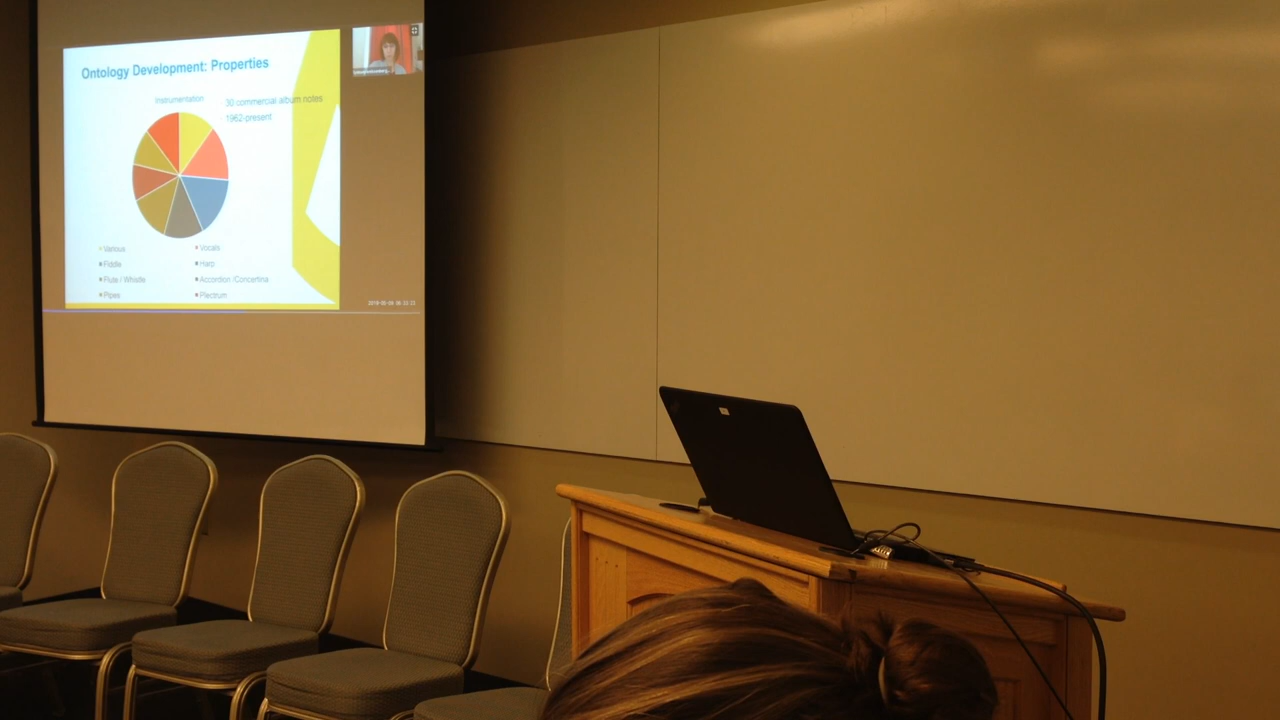 Ontology Development: Properties
Instrumentation
30 commercial album notes
1962-present
Various
Vocals
Fiddle
Harp
Flute / Whistle
Accordion /Concertina
Pipes
Plectrum